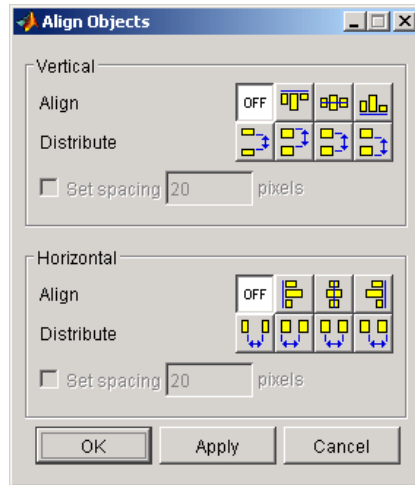 Align Objects
Vertical
Align OFF
Distribute
Set spacing 20 pixels
Horizontal
Align OFF
Distribute
Set spacing 20 pixels
OK Apply Cancel